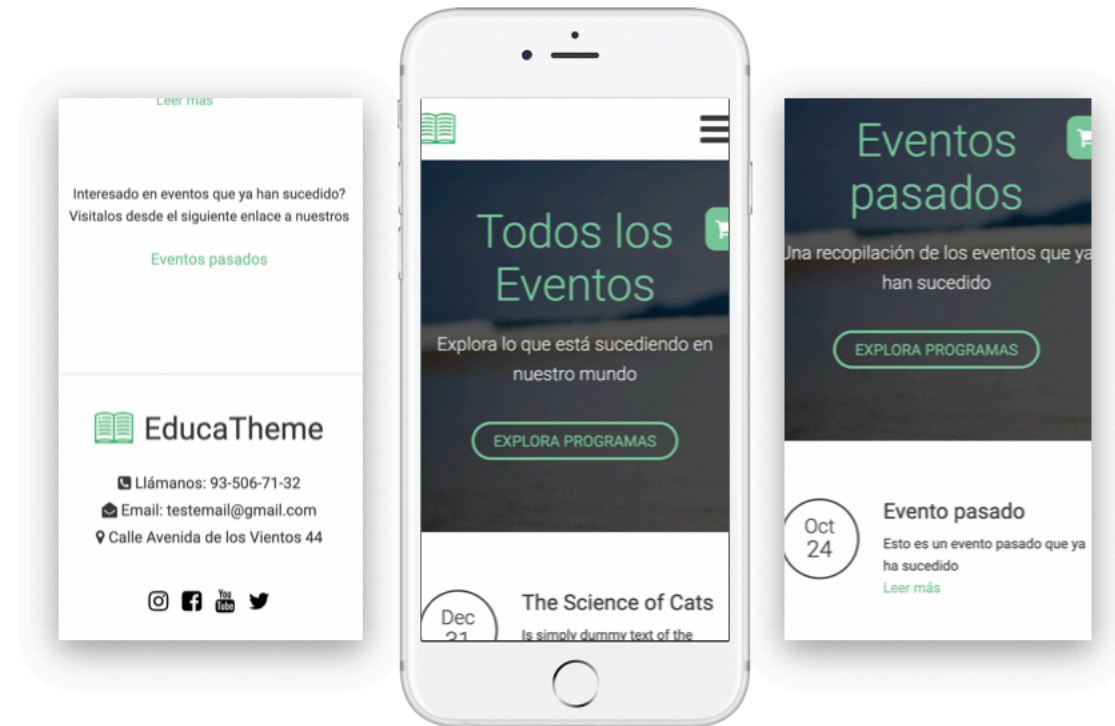 Leer más
Interesado en eventos que ya han sucedido?
Visitalos desde el siguiente enlace a nuestros
Eventos pasados
EducaTheme
Llámanos: 93-506-71-32
Email: testemail@gmail.com
Calle Avenida de los Vientos 44
You
Tube
Todos los
Eventos
Explora lo que está sucediendo en
nuestro mundo
EXPLORA PROGRAMAS
Dec
31
The Science of Cats
Is simply dummy text of the
Eventos
pasados
Una recopilación de los eventos que ya
han sucedido
EXPLORA PROGRAMAS
Oct
24
Evento pasado
Esto es un evento pasado que ya
ha sucedido
Leer más